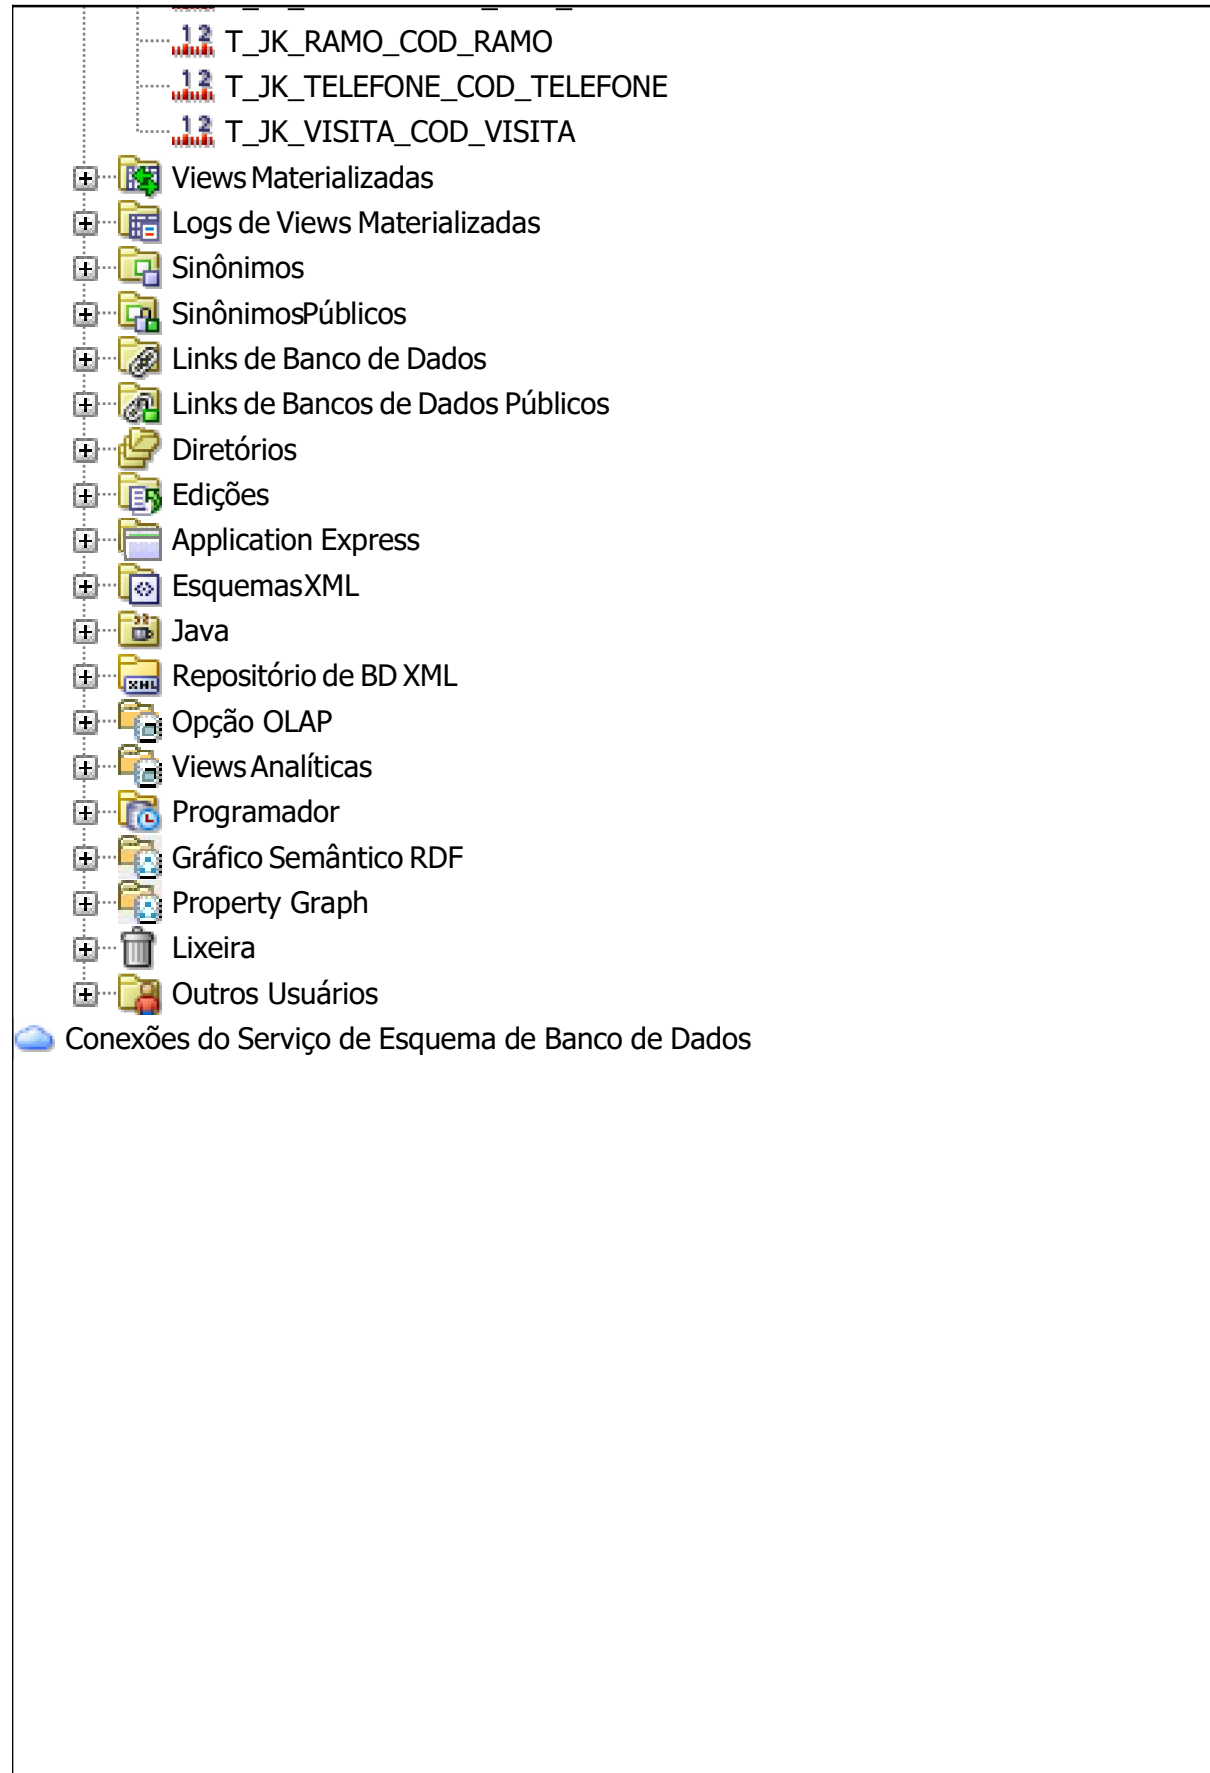 T_JK_RAMO_COD_RAMO
T_JK_TELEFONE_COD_TELEFONE
T_JK_VISITA_COD_VISITA
Views Materializadas
Logs de Views Materializadas
Sinônimos
SinônimosPúblicos
Links de Banco de Dados
Links de Bancos de Dados Públicos
Diretórios
Edições
Application Express
EsquemasXML
Java
Repositório de BD XML
Opção OLAP
Views Analíticas
Programador
Gráfico Semântico RDF
Property Graph
Lixeira
Outros Usuários
Conexões do Serviço de Esquema de Banco de Dados